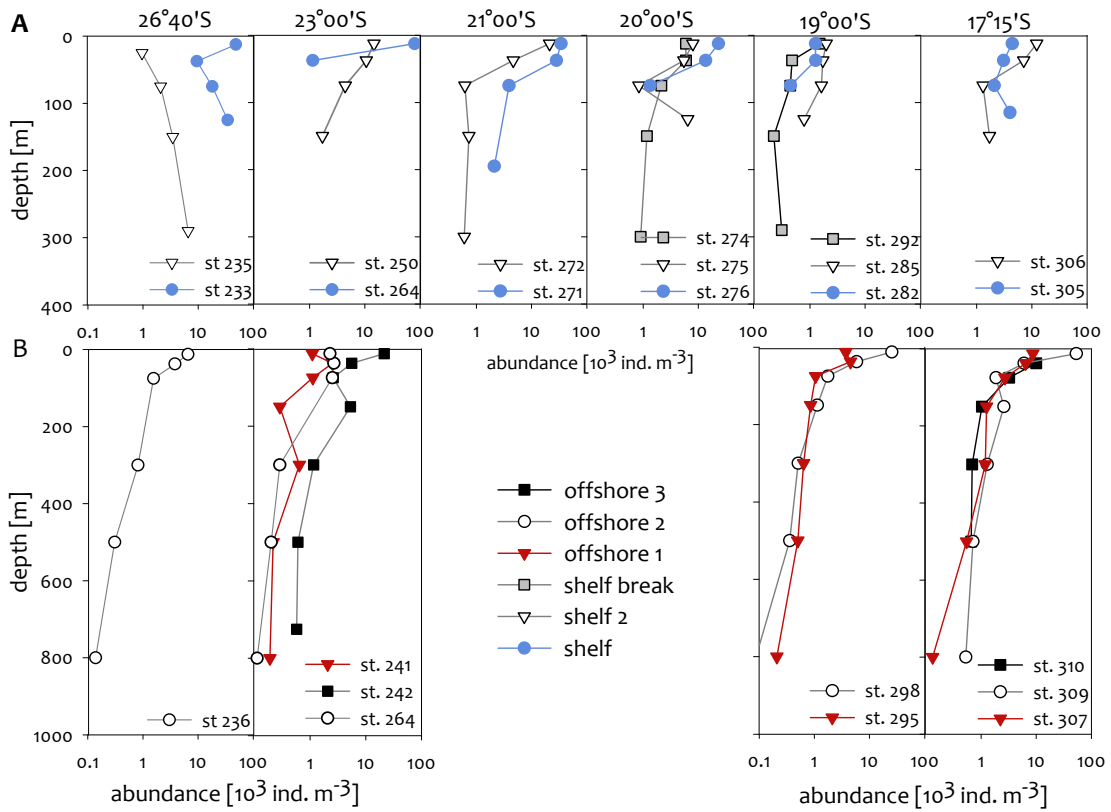 A 26°40'S 23°00'S 21°00'S 20°00'S 19°00'S 17°15'S
0
100
200
300
400
depth [m]
st 235
st 233
st. 250
st. 264
st. 272
st. 271
st. 274
st. 275
st. 276
st. 292
st. 285
st. 282
st. 306
st. 305
0.1 1 10 100 1 10 100 1 10 100 1 10 100 1 10 100 1 10 100
abundance [10³ ind. m⁻³]
B
0
200
400
600
800
1000
depth [m]
st 236
st. 241
st. 242
st. 264
offshore 3
offshore 2
offshore 1
shelf break
shelf 2
shelf
st. 298
st. 295
st. 310
st. 309
st. 307
0.1 1 10 100 1 10 100 0.1 1 10 100 1 10 100
abundance [10³ ind. m⁻³] abundance [10³ ind. m⁻³]